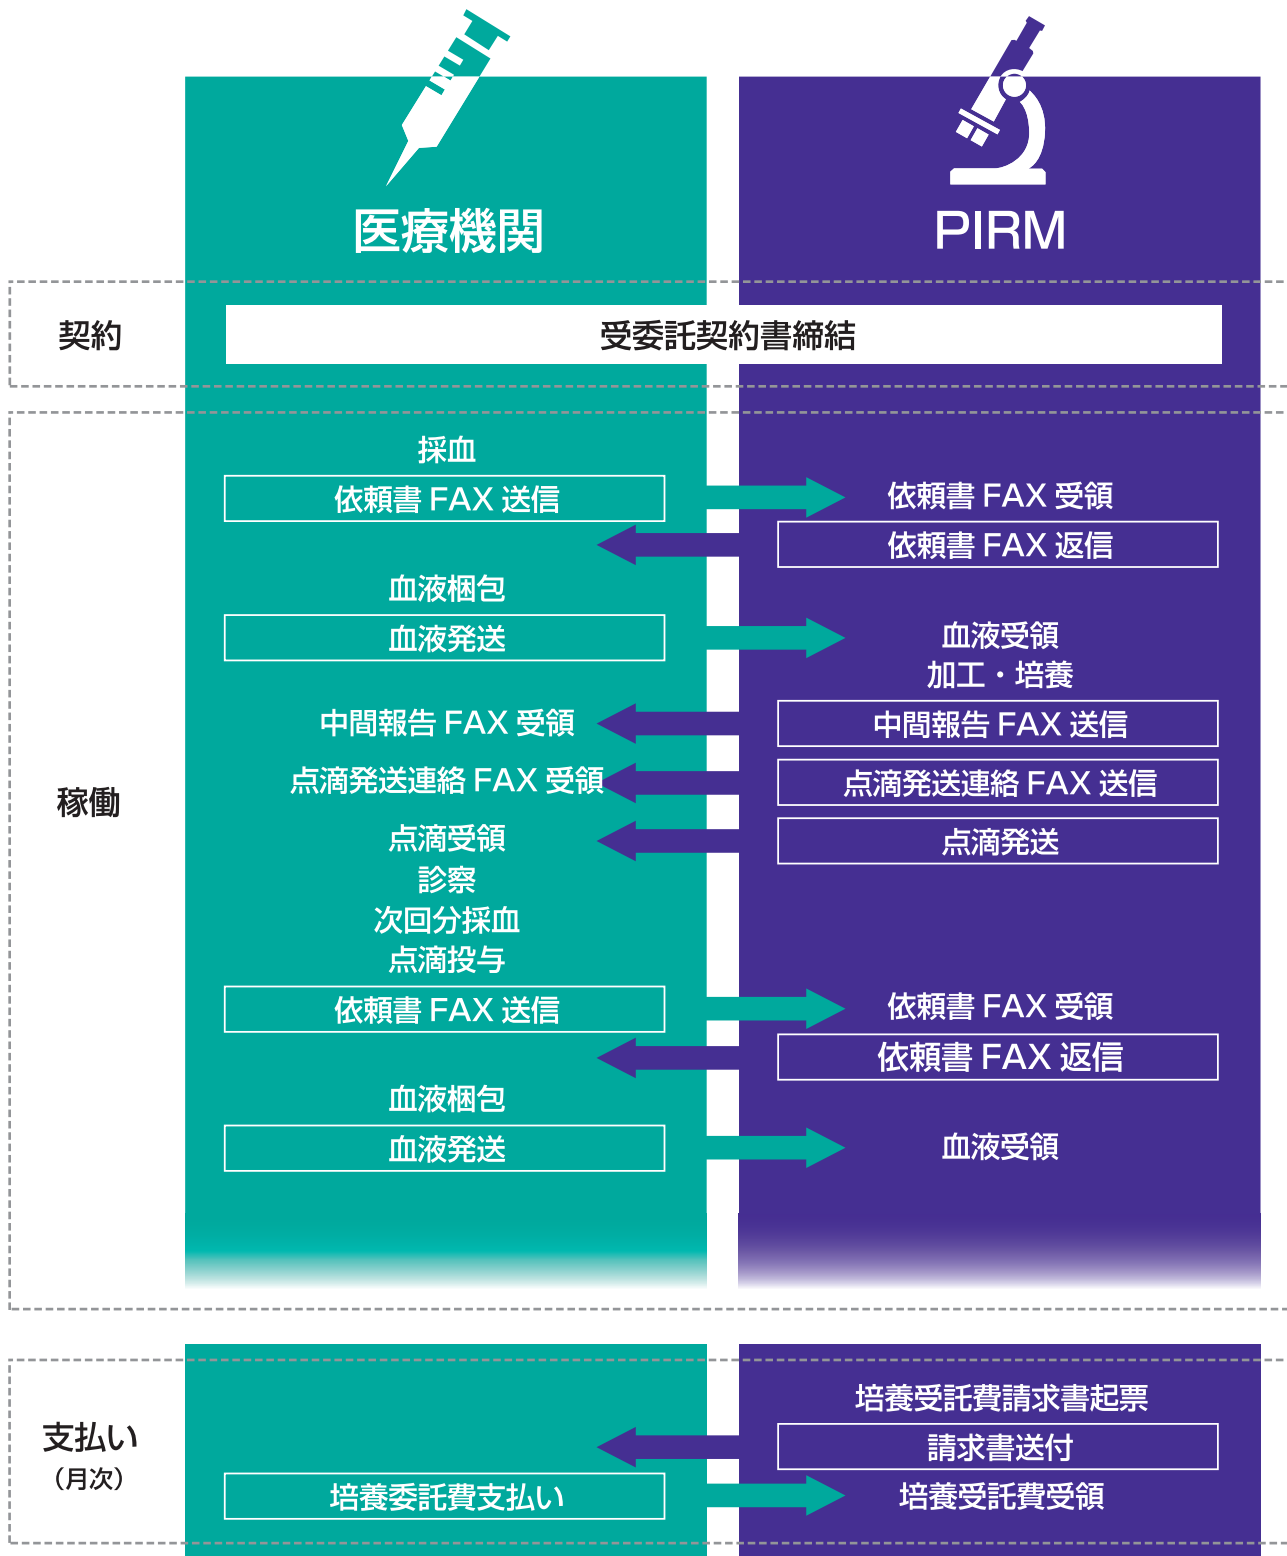 医療機関
PIRM
契約
受委託契約書締結
稼働
採血
依頼書 FAX 送信
依頼書 FAX 受領
依頼書 FAX 返信
血液梱包
血液発送
血液受領
加工・培養
中間報告 FAX 受領
中間報告 FAX 送信
点滴発送連絡 FAX 受領
点滴発送連絡 FAX 送信
点滴受領
点滴発送
診察
次回分採血
点滴投与
依頼書 FAX 送信
依頼書 FAX 受領
依頼書 FAX 返信
血液梱包
血液発送
血液受領
支払い
（月次）
培養受託費請求書起票
請求書送付
培養委託費支払い
培養受託費受領